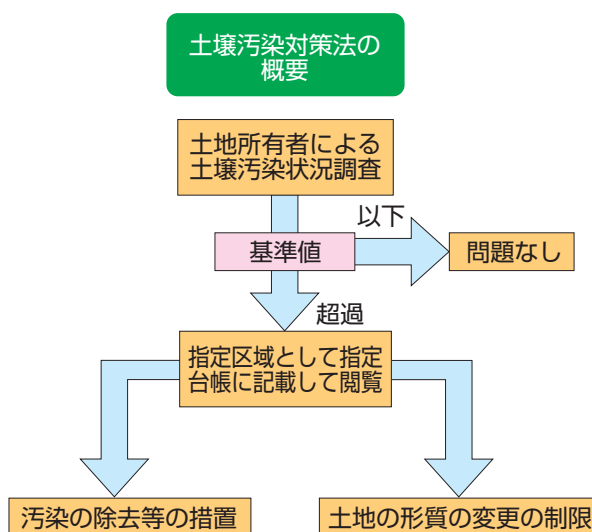 土壌汚染対策法の
概要
土地所有者による
土壌汚染状況調査
以下
基準値
問題なし
超過
指定区域として指定
台帳に記載して閲覧
汚染の除去等の措置
土地の形質の変更の制限